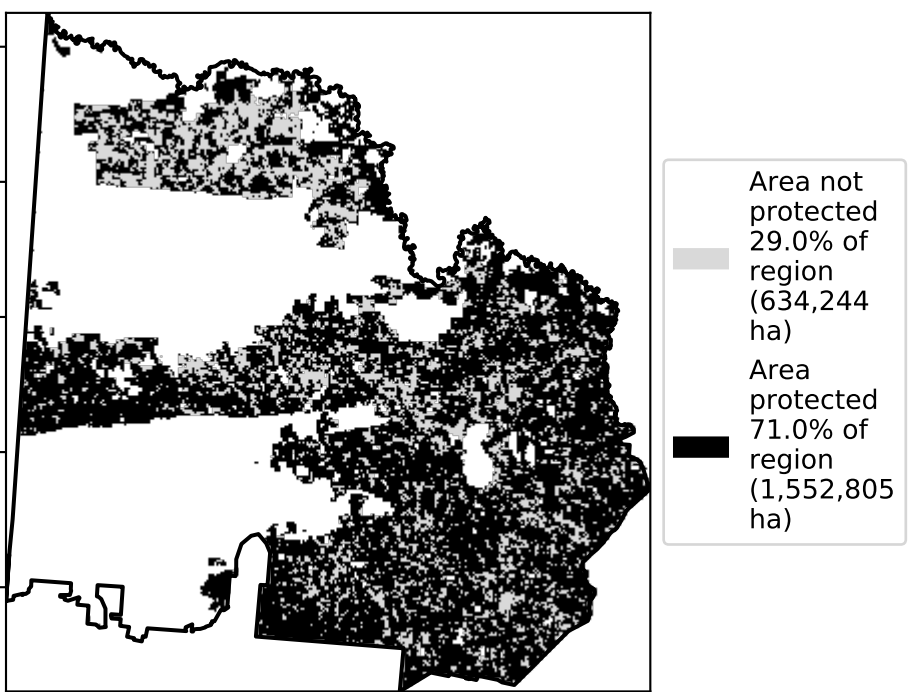 Area not
protected
29.0% of
region
(634,244
ha)
Area
protected
71.0% of
region
(1,552,805
ha)